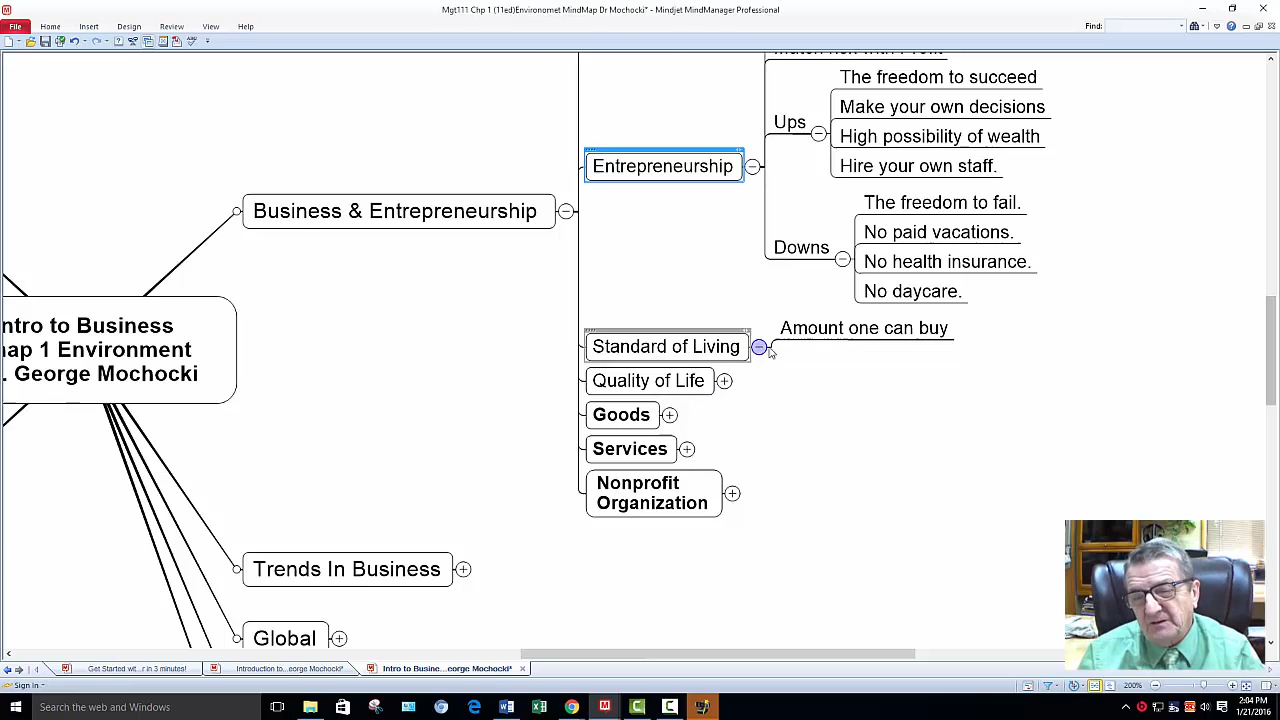 Mgt111 Chp 1 (11ed)Environomet MindMap Dr Mochocki* - Mindjet MindManager Professional
File Home Insert Design Review View Help
Find:
The freedom to succeed
Make your own decisions
Ups
High possibility of wealth
Hire your own staff.
Entrepreneurship
The freedom to fail.
No paid vacations.
Downs
No health insurance.
No daycare.
Business & Entrepreneurship
ntro to Business
hap 1 Environment
. George Mochocki
Standard of Living
Amount one can buy
Quality of Life
Goods
Services
Nonprofit
Organization
Trends In Business
Global
Get Started wit...r in 3 minutes!
Introduction to...eorge Mochocki*
Intro to Busine...eorge Mochocki*
Sign In
200%
Search the web and Windows
2:04 PM
1/21/2016